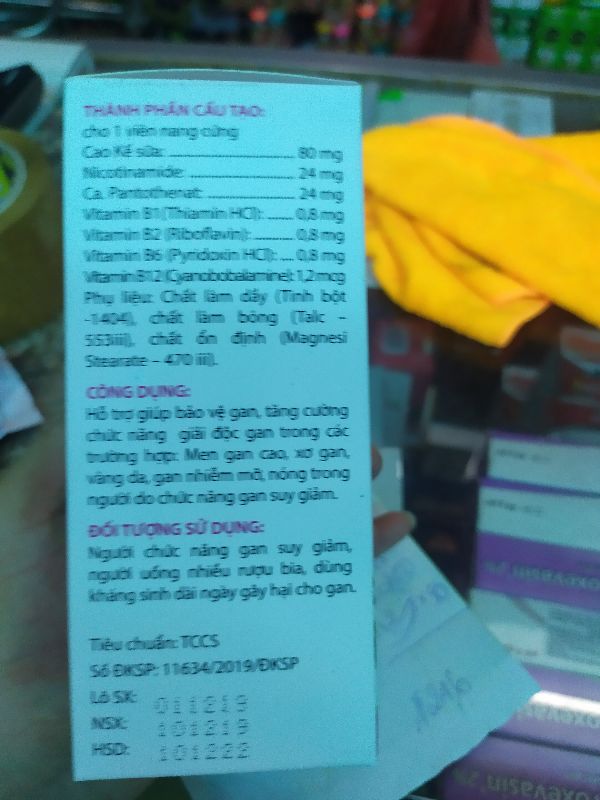 THÀNH PHẦN CẤU TẠO:
cho 1 viên nang cứng
Cao Kế sữa: ........................ 80 mg
Nicotinamide: ........................ 24 mg
Ca. Pantothenat: ................... 24 mg
Vitamin B1 (Thiamin HCl): ....... 0,8 mg
Vitamin B2 (Riboflavin): .......... 0,8 mg
Vitamin B6 (Pyridoxin HCl): .... 0,8 mg
Vitamin B12 (Cyanobobalamine): 1,2 mcg
Phụ liệu: Chất làm đầy (Tinh bột
-1404), chất làm bóng (Talc –
553iii), chất ổn định (Magnesi
Stearate – 470 iii).
CÔNG DỤNG:
Hỗ trợ giúp bảo vệ gan, tăng cường
chức năng giải độc gan trong các
trường hợp: Men gan cao, xơ gan,
vàng da, gan nhiễm mỡ, nóng trong
người do chức năng gan suy giảm.
ĐỐI TƯỢNG SỬ DỤNG:
Người chức năng gan suy giảm,
người uống nhiều rượu bia, dùng
kháng sinh dài ngày gây hại cho gan.
Tiêu chuẩn: TCCS
Số ĐKSP: 11634/2019/ĐKSP
Lô SX: 011219
NSX: 101219
HSD: 101222